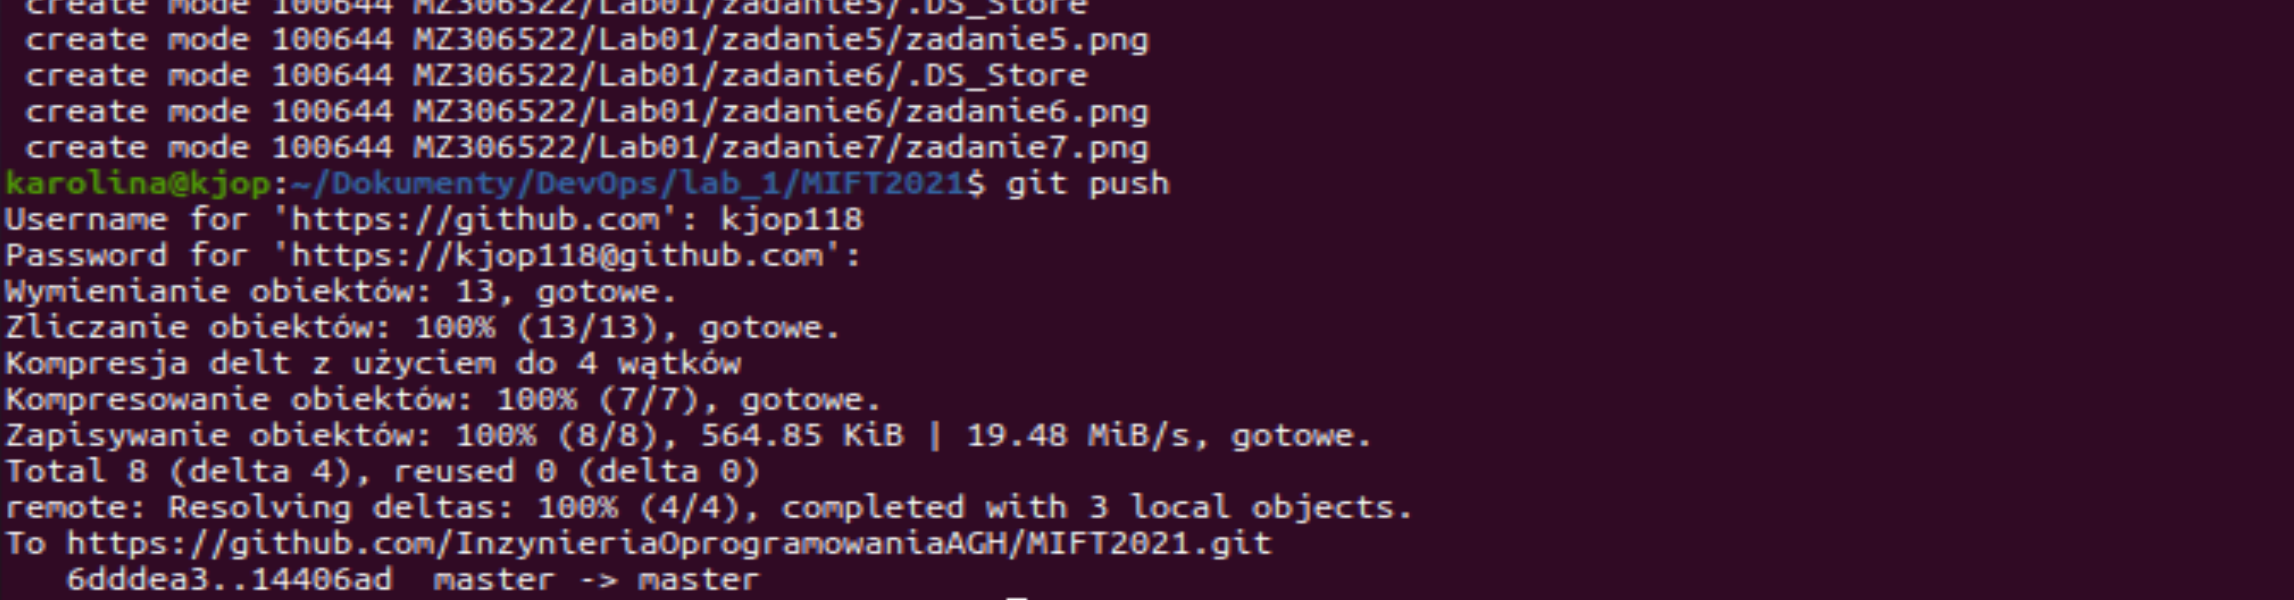 create mode 100644 MZ306522/Lab01/zadanie5/.DS_Store
create mode 100644 MZ306522/Lab01/zadanie5/zadanie5.png
create mode 100644 MZ306522/Lab01/zadanie6/.DS_Store
create mode 100644 MZ306522/Lab01/zadanie6/zadanie6.png
create mode 100644 MZ306522/Lab01/zadanie7/zadanie7.png
karolina@kjop:~/Dokumenty/DevOps/lab_1/MIFT2021$ git push
Username for 'https://github.com': kjop118
Password for 'https://kjop118@github.com':
Wymienianie obiektów: 13, gotowe.
Zliczanie obiektów: 100% (13/13), gotowe.
Kompresja delt z użyciem do 4 wątków
Kompresowanie obiektów: 100% (7/7), gotowe.
Zapisywanie obiektów: 100% (8/8), 564.85 KiB | 19.48 MiB/s, gotowe.
Total 8 (delta 4), reused 0 (delta 0)
remote: Resolving deltas: 100% (4/4), completed with 3 local objects.
To https://github.com/InzynieriaOprogramowaniaAGH/MIFT2021.git
6dddea3..14406ad  master -> master